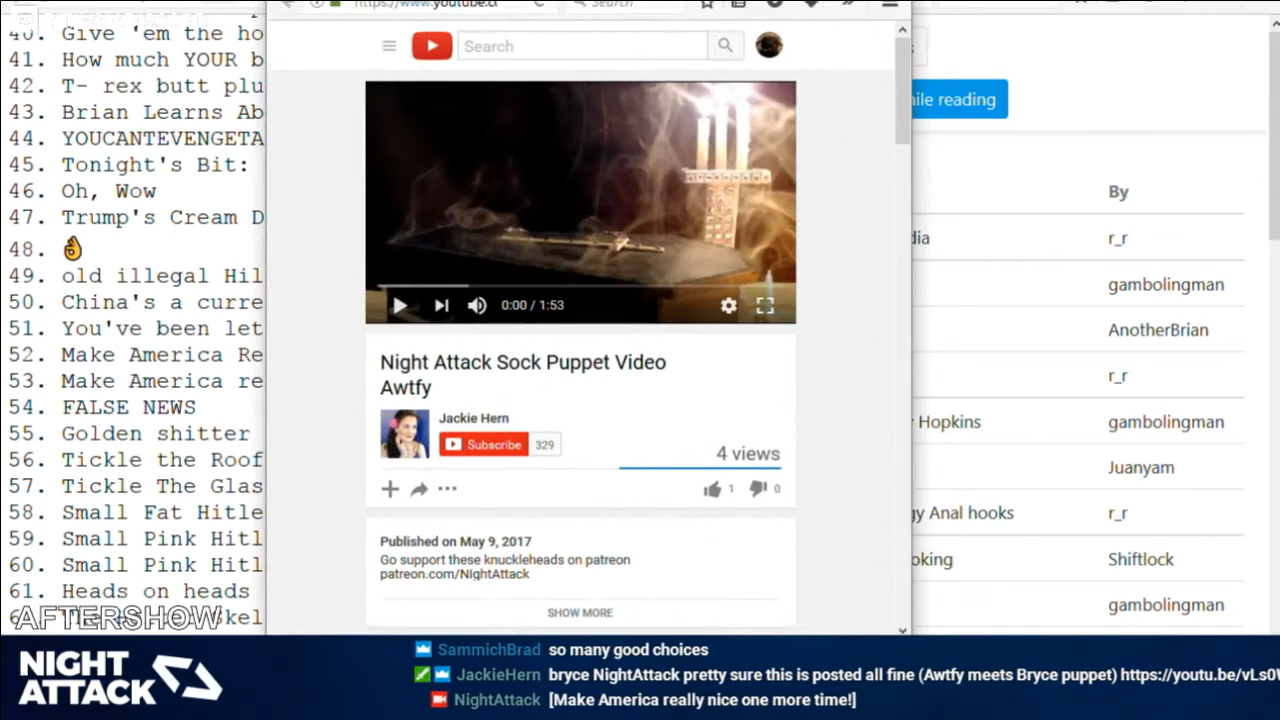 https://www.youtube.c
Search
40. Give 'em the ho
41. How much YOUR b
42. T- rex butt plu
43. Brian Learns Ab
44. YOUCANTEVENGETA
45. Tonight's Bit:
46. Oh, Wow
47. Trump's Cream D
48. 👌
49. old illegal Hil
50. China's a curre
51. You've been let
52. Make America Re
53. Make America re
54. FALSE NEWS
55. Golden shitter
56. Tickle the Roof
57. Tickle The Glas
58. Small Fat Hitle
59. Small Pink Hitl
60. Small Pink Hitl
61. Heads on heads
skel
AFTERSHOW
Search
0:00 / 1:53
Night Attack Sock Puppet Video
Awtfy
Jackie Hern
Subscribe 329
4 views
1 0
Published on May 9, 2017
Go support these knuckleheads on patreon
patreon.com/NIghtAttack
SHOW MORE
ile reading
By
dia r_r
gambolingman
AnotherBrian
r_r
Hopkins gambolingman
Juanyam
gy Anal hooks r_r
oking Shiftlock
gambolingman
NIGHT
ATTACK
SammichBrad so many good choices
JackieHern bryce NightAttack pretty sure this is posted all fine (Awtfy meets Bryce puppet) https://youtu.be/vLs0
NightAttack [Make America really nice one more time!]